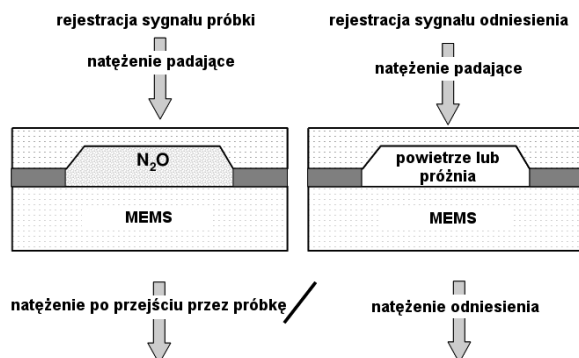 rejestracja sygnału próbki
rejestracja sygnału odniesienia
natężenie padające
natężenie padające
N₂O
powietrze lub
próżnia
MEMS
MEMS
natężenie po przejściu przez próbkę
natężenie odniesienia